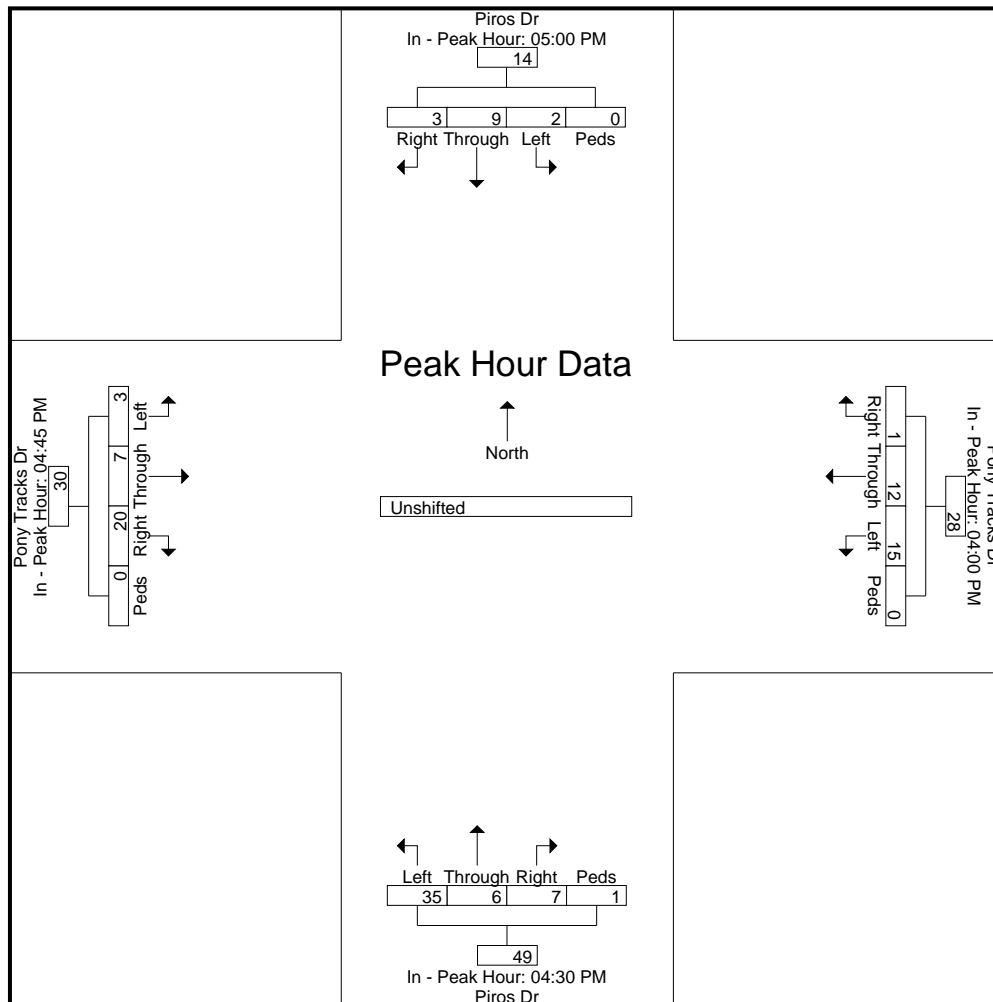 Piros Dr
In - Peak Hour: 05:00 PM
14
3 9 2 0
Right Through Left Peds
Peak Hour Data
North
Unshifted
Pony Tracks Dr
In - Peak Hour: 04:45 PM
30
3 7 20 0
Left Through Right Peds
Pony Tracks Dr
In - Peak Hour: 04:00 PM
28
1 12 15 0
Right Through Left Peds
Left Through Right Peds
35 6 7 1
49
In - Peak Hour: 04:30 PM
Piros Dr